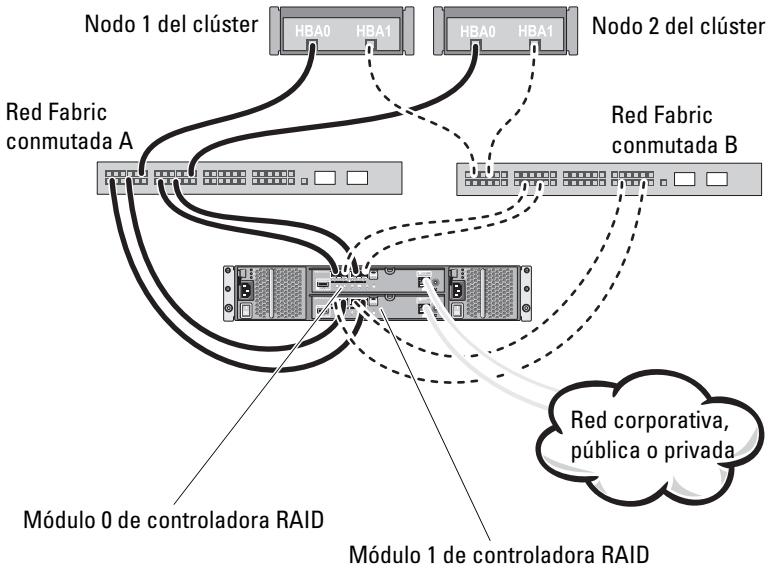 Nodo 1 del clúster
HBA0 HBA1
HBA0 HBA1
Nodo 2 del clúster
Red Fabric
conmutada A
Red Fabric
conmutada B
Red corporativa,
pública o privada
Módulo 0 de controladora RAID
Módulo 1 de controladora RAID